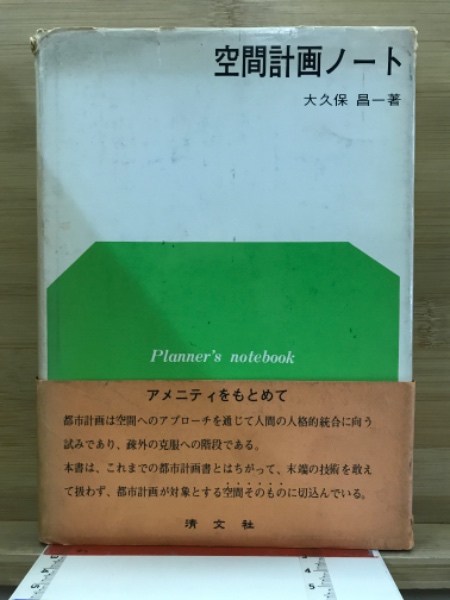 空間計画ノート
大久保 昌一著
Planner's notebook
アメニティをもとめて
都市計画は空間へのアプローチを通じて人間の人格的統合に向う
試みであり、疎外の克服への階段である。
本書は、これまでの都市計画書とはちがって、末端の技術を敢え
て扱わず、都市計画が対象とする空間そのものに切込んでいる。
清文社